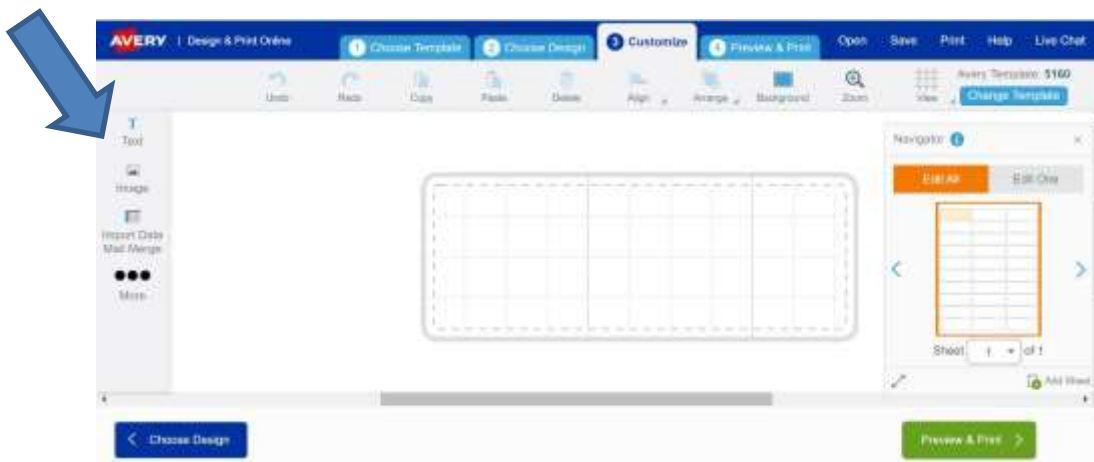 AVERY | Design & Print Online
1 Choose Template
2 Choose Design
3 Customize
4 Preview & Print
Open Save Print Help Live Chat
Undo Redo Copy Paste Delete Align Arrange Background Zoom View
Avery Template 5160
Change Template
Text
Image
Import Data
Mail Merge
More
Navigator i ×
Edit All Edit One
Sheet 1 of 1
Add Sheet
Choose Design
Preview & Print